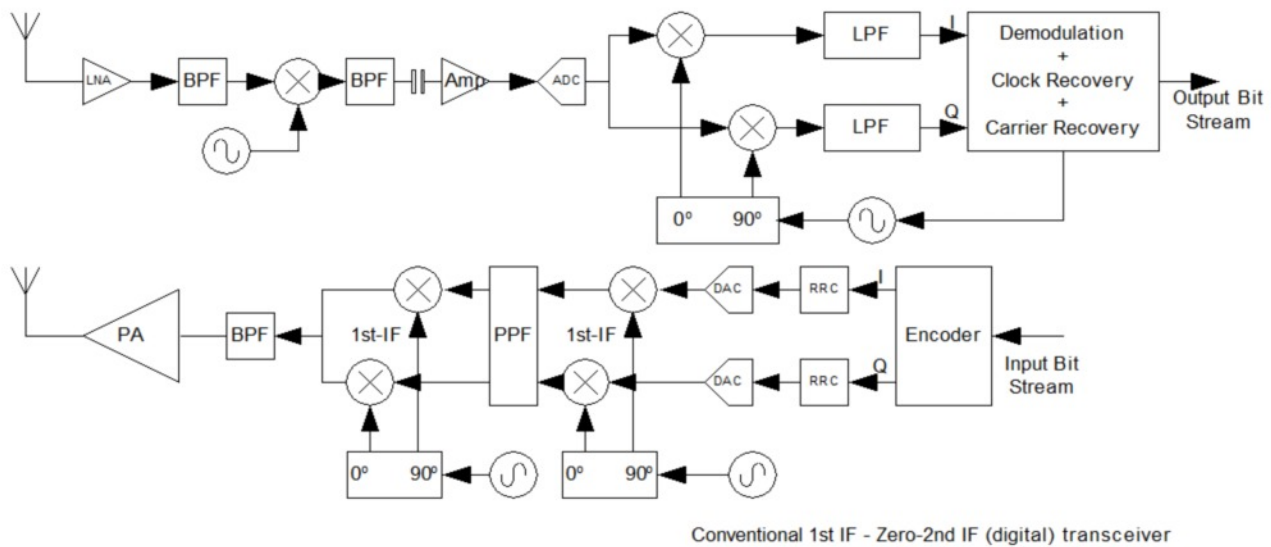 LNA
BPF
BPF
Amp
ADC
LPF
I
Demodulation
+
Clock Recovery
+
Carrier Recovery
Output Bit
Stream
LPF
Q
0º 90º
PA
BPF
1st-IF
PPF
1st-IF
DAC
RRC
I
Encoder
Input Bit
Stream
DAC
RRC
Q
0º 90º
0º 90º
Conventional 1st IF - Zero-2nd IF (digital) transceiver